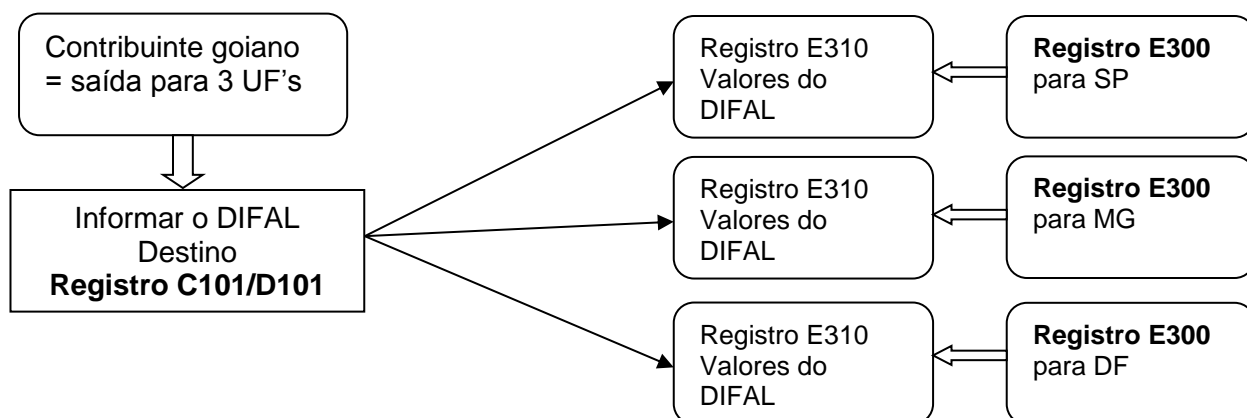 Contribuinte goiano
= saída para 3 UF's
Informar o DIFAL
Destino
Registro C101/D101
Registro E310
Valores do
DIFAL
Registro E300
para SP
Registro E310
Valores do
DIFAL
Registro E300
para MG
Registro E310
Valores do
DIFAL
Registro E300
para DF